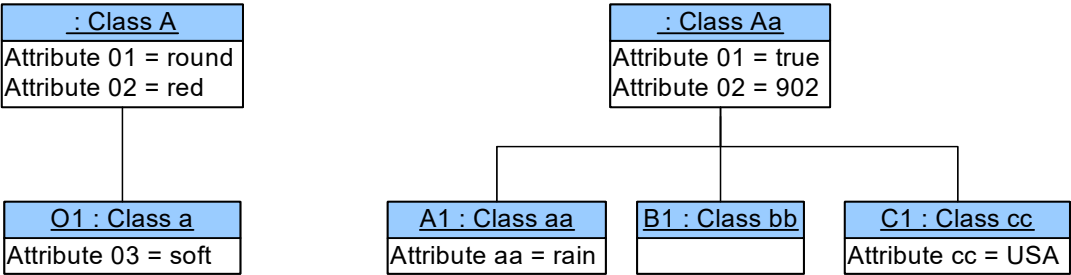 : Class A
Attribute 01 = round
Attribute 02 = red
: Class Aa
Attribute 01 = true
Attribute 02 = 902
O1 : Class a
Attribute 03 = soft
A1 : Class aa
Attribute aa = rain
B1 : Class bb
C1 : Class cc
Attribute cc = USA